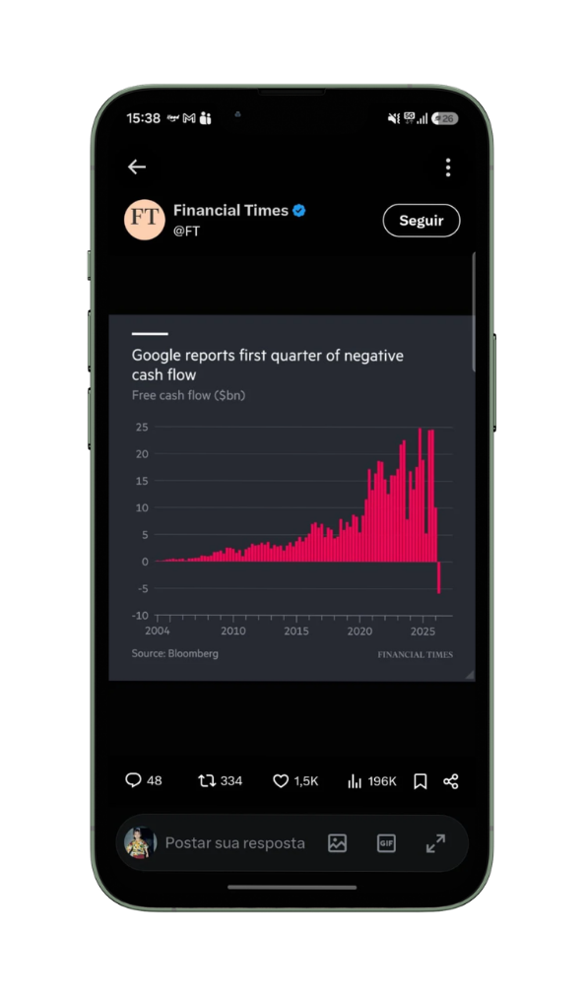 15:38
5G
26
FT
Financial Times
@FT
Seguir
Google reports first quarter of negative
cash flow
Free cash flow ($bn)
25
20
15
10
5
0
-5
-10
2004
2010
2015
2020
2025
Source: Bloomberg
FINANCIAL TIMES
48
334
1,5K
196K
Postar sua resposta
GIF